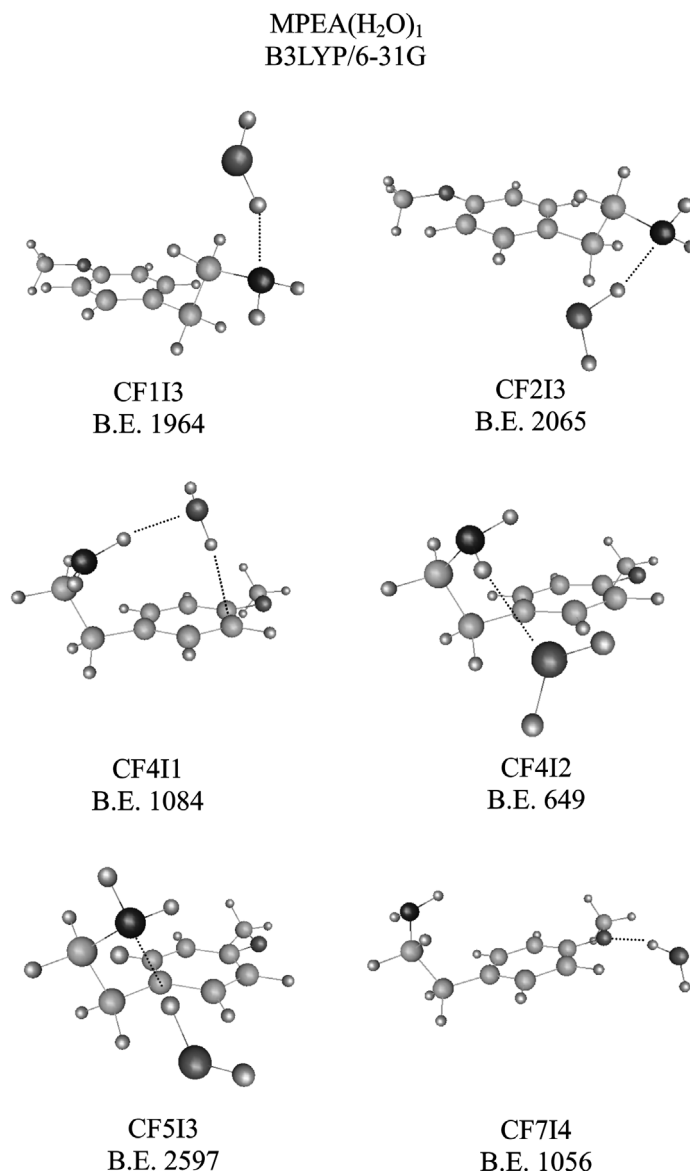 MPEA(H₂O)₁
B3LYP/6-31G
CF1I3
B.E. 1964
CF2I3
B.E. 2065
CF4I1
B.E. 1084
CF4I2
B.E. 649
CF5I3
B.E. 2597
CF7I4
B.E. 1056